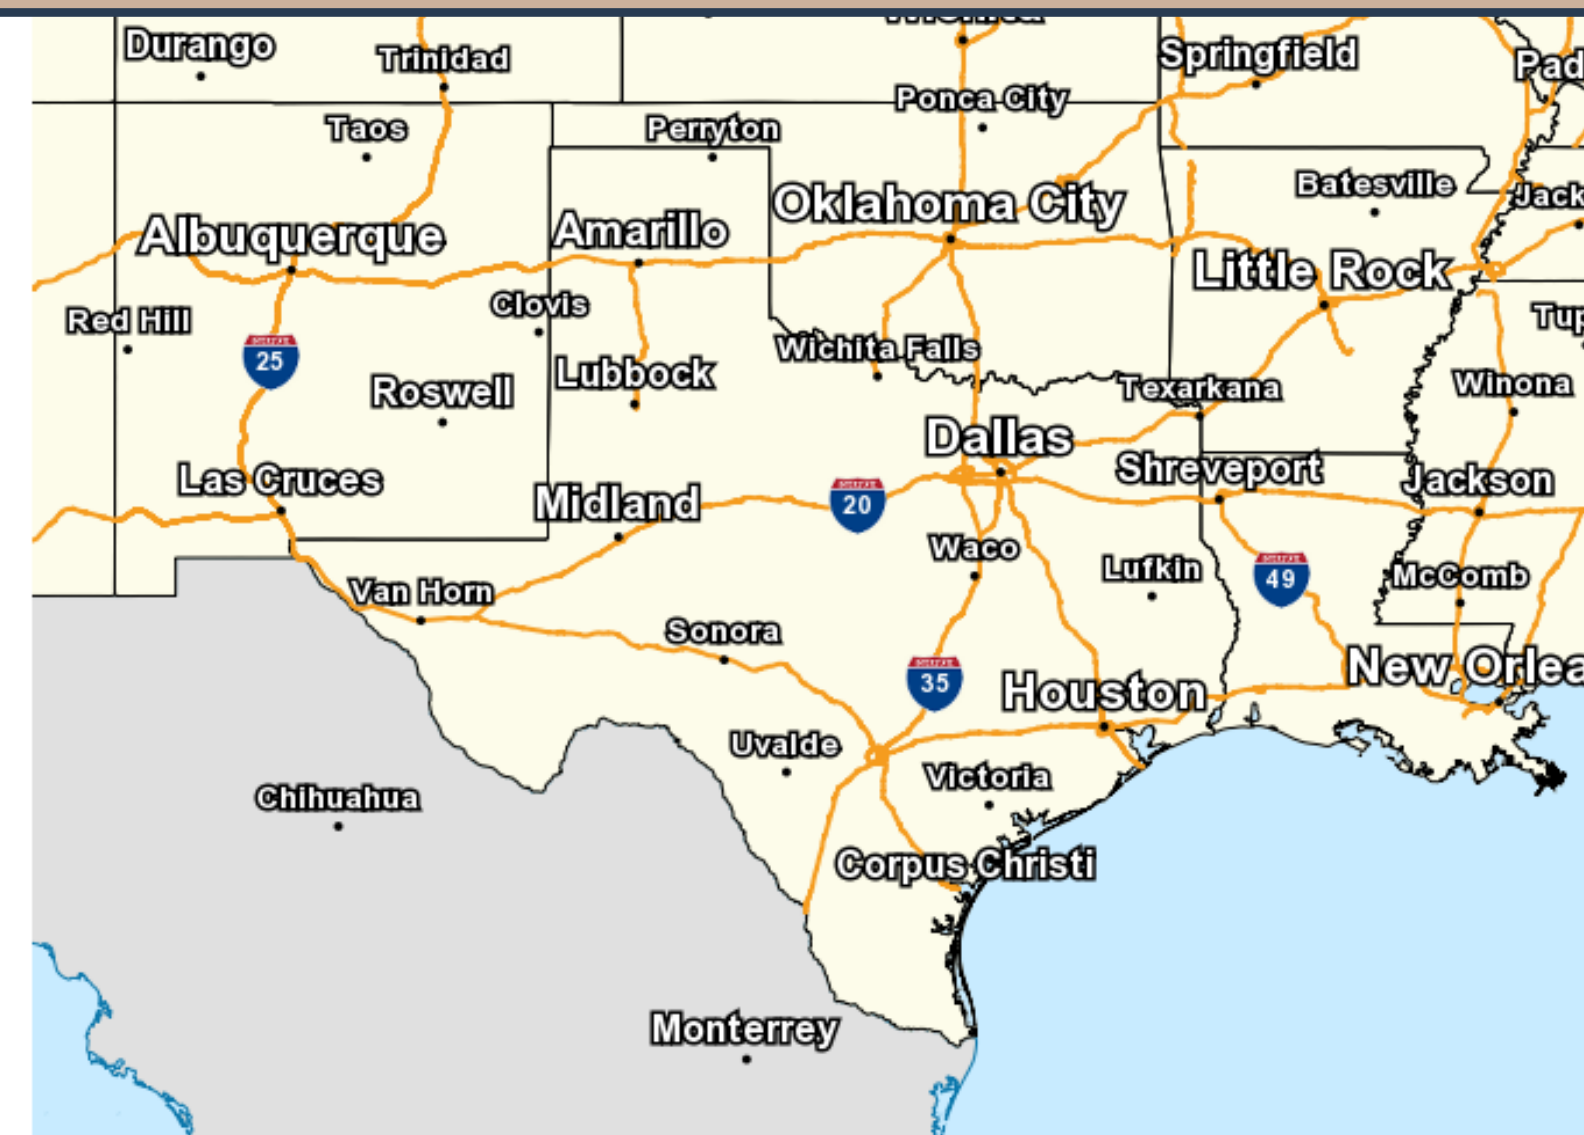 Durango
Trinidad
Springfield
Ponca City
Taos
Perryton
Batesville
Oklahoma City
Albuquerque
Amarillo
Little Rock
Clovis
Red Hill
25
Wichita Falls
Lubbock
Roswell
Texarkana
Winona
Dallas
Shreveport
Las Cruces
Jackson
Midland
20
Waco
Lufkin
49
McComb
Van Horn
Sonora
35
Houston
New Orlea
Uvalde
Victoria
Chihuahua
Corpus Christi
Monterrey